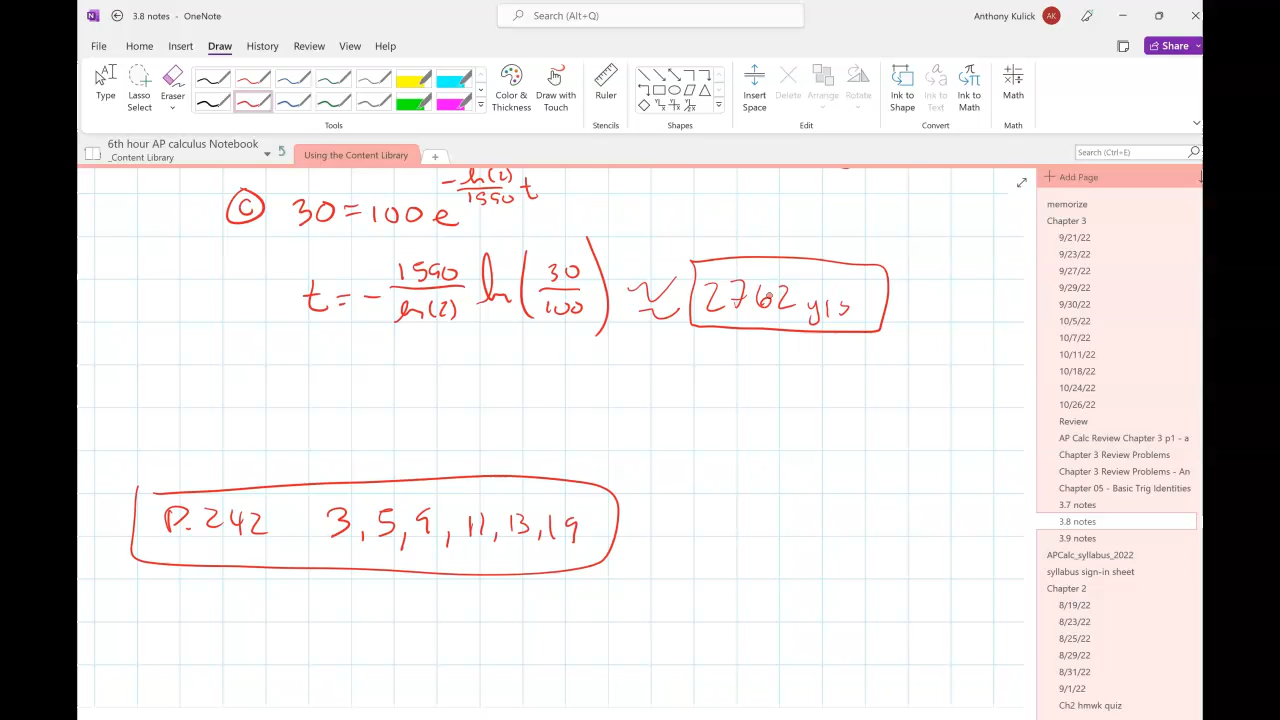 3.8 notes - OneNote
Search (Alt+Q)
Anthony Kulick
AK
File Home Insert Draw History Review View Help
Share
Type
Lasso Select
Eraser
Color & Thickness
Draw with Touch
Ruler
Insert Space
Delete
Arrange
Rotate
Ink to Shape
Ink to Text
Ink to Math
Math
Tools
Stencils
Shapes
Edit
Convert
Math
6th hour AP calculus Notebook
_Content Library
Using the Content Library
Search (Ctrl+E)
c 30 = 100 e^(-ln(2)/1590 t)
t = - 1590/ln(2) ln(30/100) ≈ 2762 yrs
P. 242 3, 5, 9, 11, 13, 19
Add Page
memorize
Chapter 3
9/21/22
9/23/22
9/27/22
9/29/22
9/30/22
10/5/22
10/7/22
10/11/22
10/18/22
10/24/22
10/26/22
Review
AP Calc Review Chapter 3 p1 - a
Chapter 3 Review Problems
Chapter 3 Review Problems - An
Chapter 05 - Basic Trig Identities
3.7 notes
3.8 notes
3.9 notes
APCalc_syllabus_2022
syllabus sign-in sheet
Chapter 2
8/19/22
8/23/22
8/25/22
8/29/22
8/31/22
9/1/22
Ch2 hmwk quiz